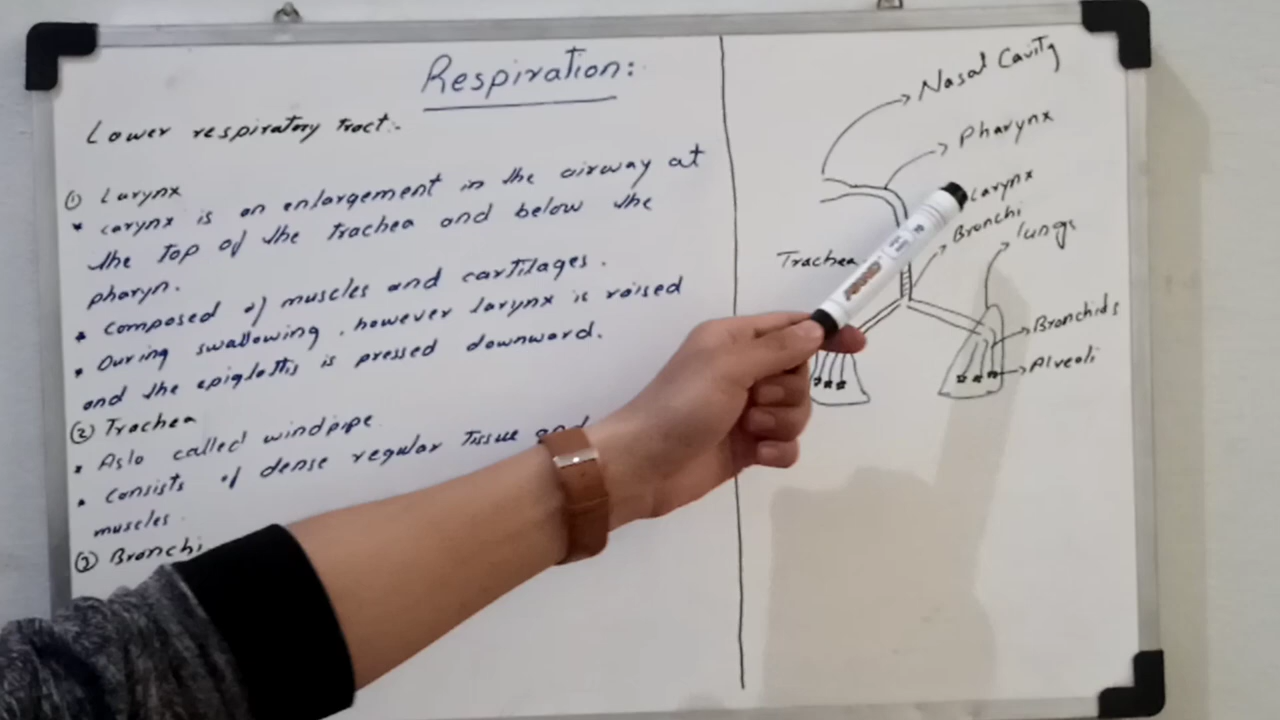 Respiration:
Lower respiratory tract:-
① Larynx
* Larynx is an enlargement in the airway at
the top of the trachea and below the
pharyn.
* Composed of muscles and cartilages.
* During swallowing, however larynx is raised
and the epiglottis is pressed downward.
② Trachea
* Aslo called windpipe
* Consists of dense regular Tissue and
muscles.
③ Bronchi
Nasal Cavity
Pharynx
Larynx
Bronchi
Trachea
lungs
Bronchids
Alveoli